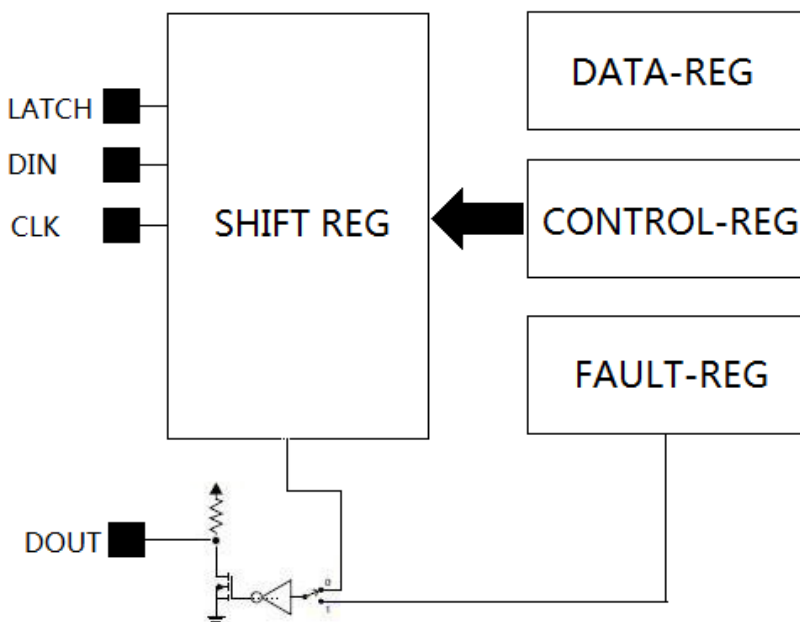 LATCH
DIN
CLK
SHIFT REG
DATA-REG
CONTROL-REG
FAULT-REG
DOUT
0
1